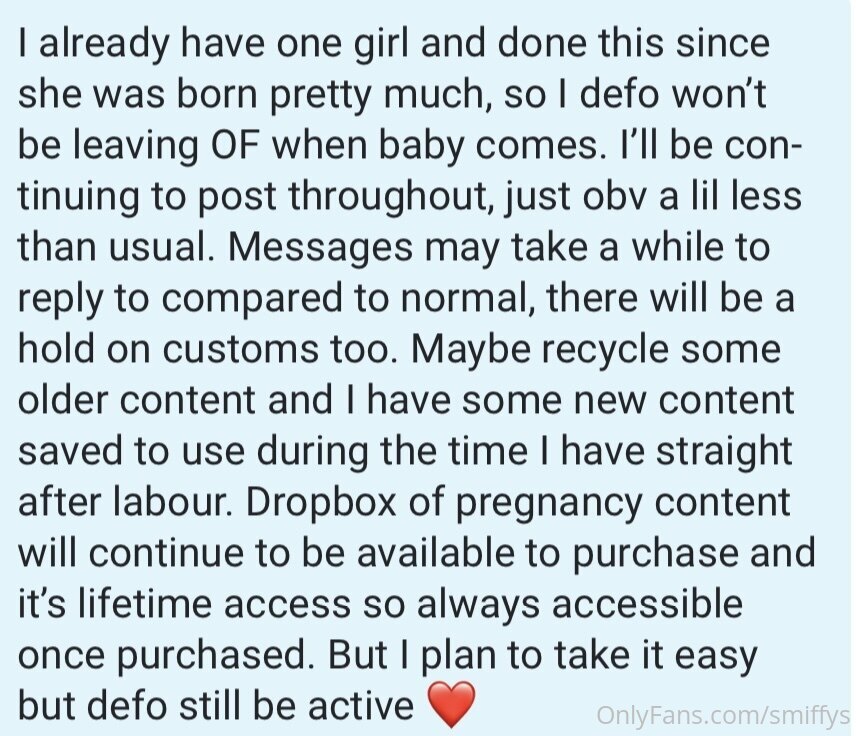 I already have one girl and done this since
she was born pretty much, so I defo won’t
be leaving OF when baby comes. I’ll be con-
tinuing to post throughout, just obv a lil less
than usual. Messages may take a while to
reply to compared to normal, there will be a
hold on customs too. Maybe recycle some
older content and I have some new content
saved to use during the time I have straight
after labour. Dropbox of pregnancy content
will continue to be available to purchase and
it’s lifetime access so always accessible
once purchased. But I plan to take it easy
but defo still be active ❤️
OnlyFans.com/smiffys